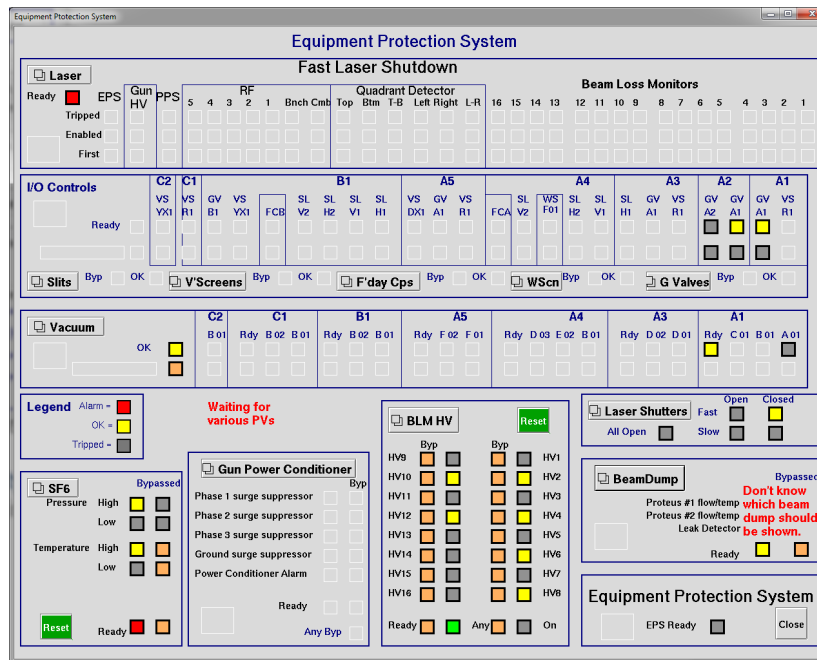 Equipment Ptotection System
Equipment Protection System
Fast Laser Shutdown
Laser
Ready
EPS Gun HV PPS
RF
5 4 3 2 1 Bnch Cmb
Quadrant Detector
Top Btm T-B Left Right L-R
Beam Loss Monitors
16 15 14 13 12 11 10 9 8 7 6 5 4 3 2 1
Tripped
Enabled
First
I/O Controls
C2 C1 B1 A5 A4 A3 A2 A1
VS VS GV VS SL SL SL SL VS GV VS SL WS SL SL SL GV VS GV GV GV VS
YX1 R1 B1 YX1 FCB V2 H2 V1 H1 DX1 A1 R1 FCA V2 F01 H2 V1 H1 A1 R1 A2 A1 A1 R1
Ready
Slits Byp OK V'Screens Byp OK F'day Cps Byp OK WScn Byp OK G Valves Byp OK
Vacuum
C2 C1 B1 A5 A4 A3 A1
B 01 Rdy B 02 B 01 Rdy B 02 B 01 Rdy F 02 F 01 Rdy D 03 E 02 B 01 Rdy D 02 D 01 Rdy C 01 B 01 A 01
OK
Legend Alarm =
OK =
Tripped =
Waiting for
various PVs
SF6
Bypassed
Pressure High
Low
Temperature High
Low
Reset
Ready
Gun Power Conditioner
Byp
Phase 1 surge suppressor
Phase 2 surge suppressor
Phase 3 surge suppressor
Ground surge suppressor
Power Conditioner Alarm
Ready
Any Byp
BLM HV
Reset
Byp Byp
HV9 HV1
HV10 HV2
HV11 HV3
HV12 HV4
HV13 HV5
HV14 HV6
HV15 HV7
HV16 HV8
Ready Any On
Laser Shutters
Open Closed
Fast
All Open Slow
BeamDump
Bypassed
Proteus #1 flow/temp
Proteus #2 flow/temp
Leak Detector
Don't know
which beam
dump should
be shown.
Ready
Equipment Protection System
EPS Ready
Close